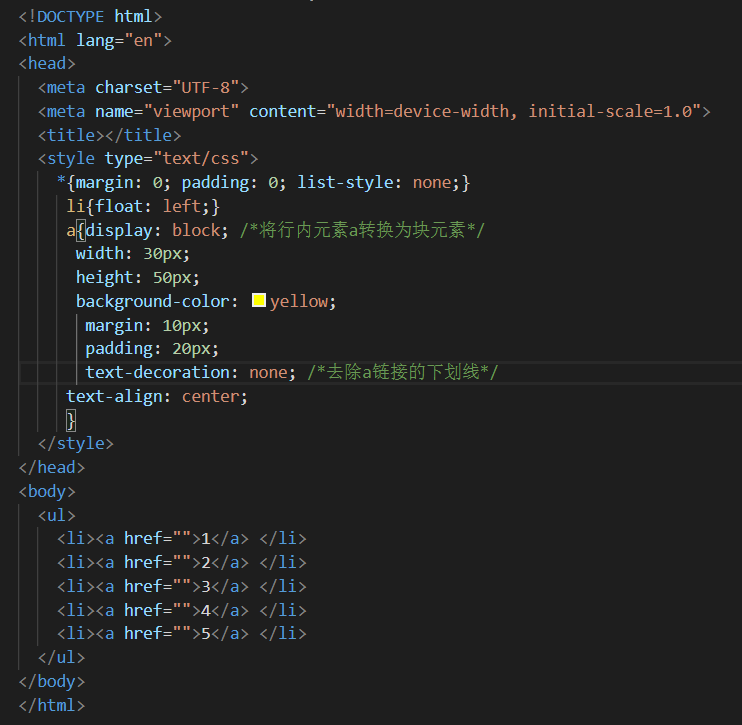 <!DOCTYPE html>
<html lang="en">
<head>
<meta charset="UTF-8">
<meta name="viewport" content="width=device-width, initial-scale=1.0">
<title></title>
<style type="text/css">
*{margin: 0; padding: 0; list-style: none;}
li{float: left;}
a{display: block; /*将行内元素a转换为块元素*/
width: 30px;
height: 50px;
background-color: yellow;
margin: 10px;
padding: 20px;
text-decoration: none; /*去除a链接的下划线*/
text-align: center;
}
</style>
</head>
<body>
<ul>
<li><a href="">1</a> </li>
<li><a href="">2</a> </li>
<li><a href="">3</a> </li>
<li><a href="">4</a> </li>
<li><a href="">5</a> </li>
</ul>
</body>
</html>